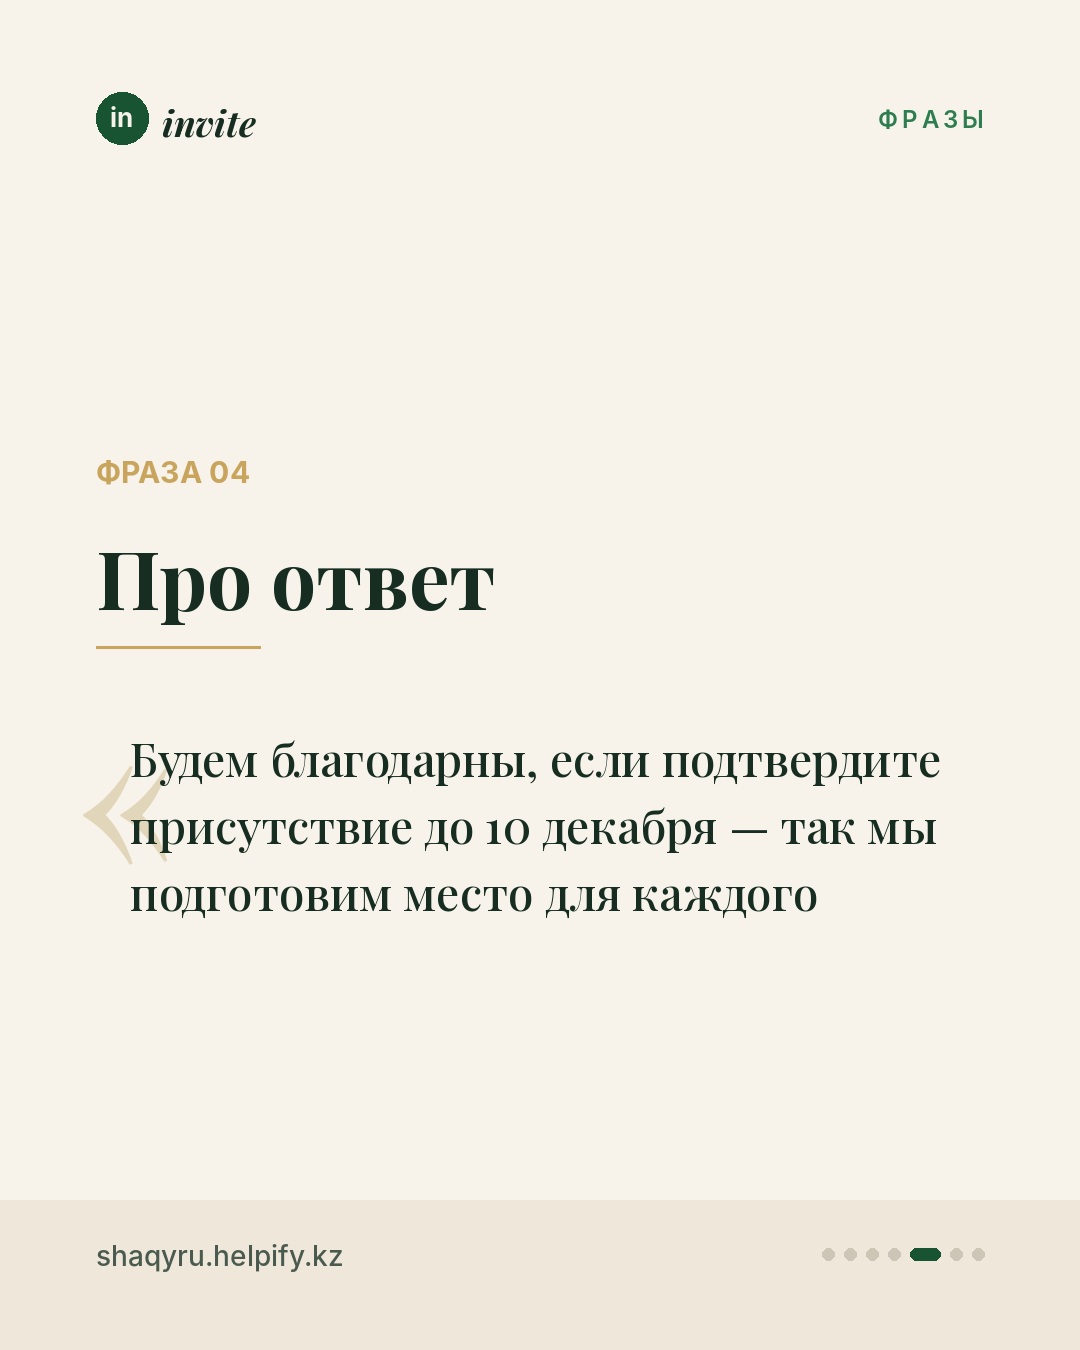 in invite
ФРАЗЫ
ФРАЗА 04
Про ответ
«
Будем благодарны, если подтвердите
присутствие до 10 декабря — так мы
подготовим место для каждого
shaqyru.helpify.kz